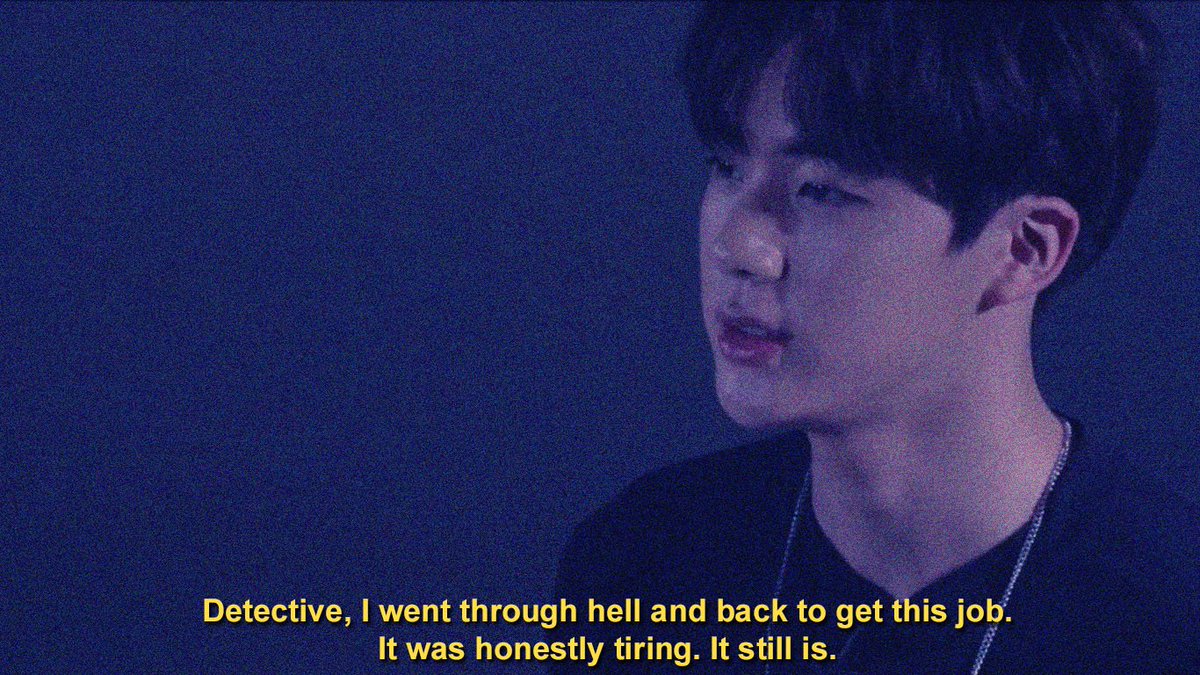 Detective, I went through hell and back to get this job.
It was honestly tiring. It still is.